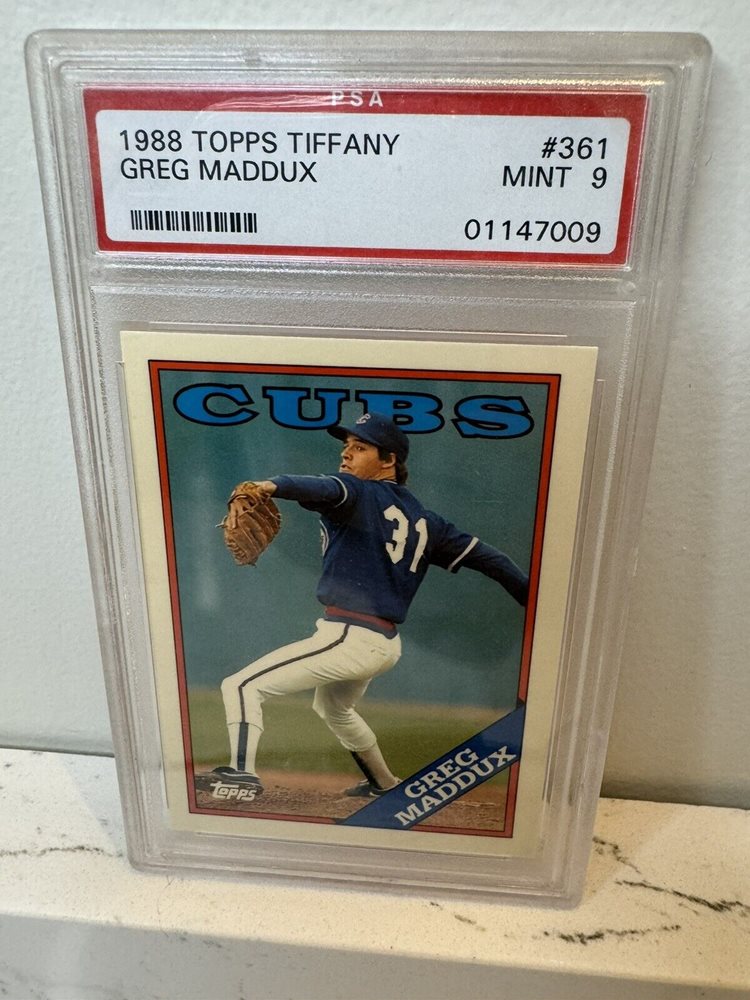 PSA
1988 TOPPS TIFFANY #361
GREG MADDUX MINT 9
01147009
CUBS
C
31
GREG
MADDUX
Topps